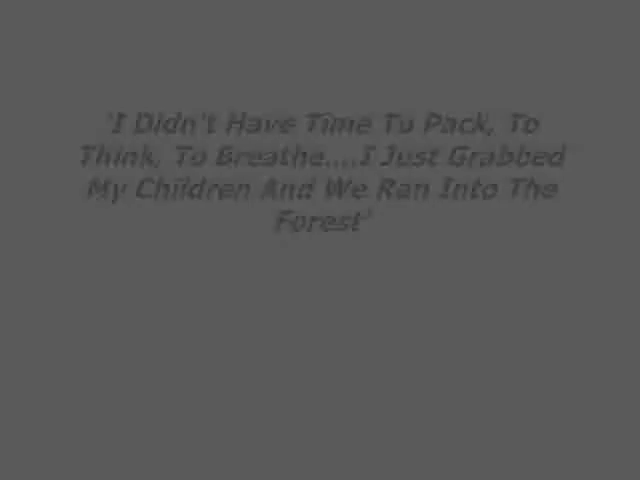 'I Didn't Have Time To Pack, To
Think, To Breathe....I Just Grabbed
My Children And We Ran Into The
Forest'